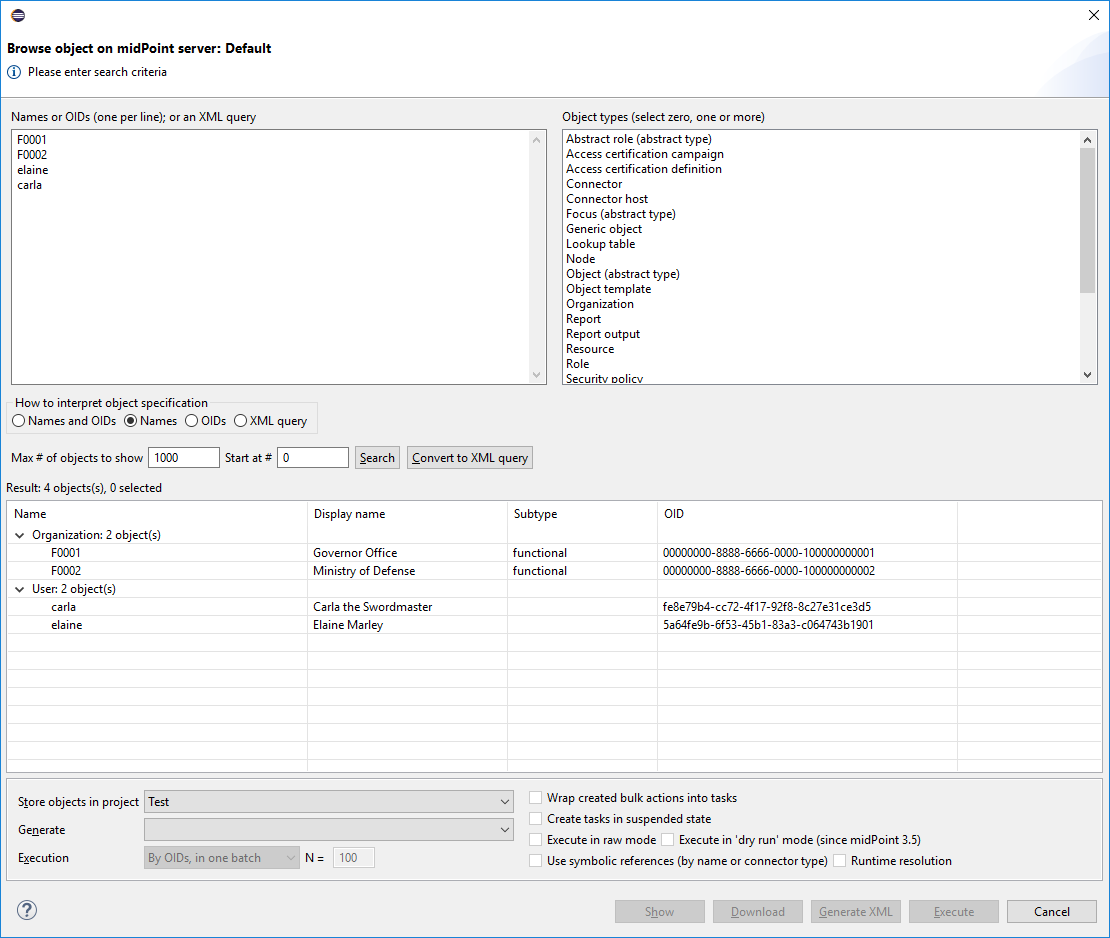 Browse object on midPoint server: Default
Please enter search criteria
Names or OIDs (one per line); or an XML query
F0001
F0002
elaine
carla
Object types (select zero, one or more)
Abstract role (abstract type)
Access certification campaign
Access certification definition
Connector
Connector host
Focus (abstract type)
Generic object
Lookup table
Node
Object (abstract type)
Object template
Organization
Report
Report output
Resource
Role
Security policy
How to interpret object specification
Names and OIDs Names OIDs XML query
Max # of objects to show 1000 Start at # 0 Search Convert to XML query
Result: 4 objects(s), 0 selected
Name Display name Subtype OID
Organization: 2 object(s)
F0001 Governor Office functional 00000000-8888-6666-0000-100000000001
F0002 Ministry of Defense functional 00000000-8888-6666-0000-100000000002
User: 2 object(s)
carla Carla the Swordmaster fe8e79b4-cc72-4f17-92f8-8c27e31ce3d5
elaine Elaine Marley 5a64fe9b-6f53-45b1-83a3-c064743b1901
Store objects in project Test
Generate
Execution By OIDs, in one batch N = 100
Wrap created bulk actions into tasks
Create tasks in suspended state
Execute in raw mode Execute in 'dry run' mode (since midPoint 3.5)
Use symbolic references (by name or connector type) Runtime resolution
? Show Download Generate XML Execute Cancel